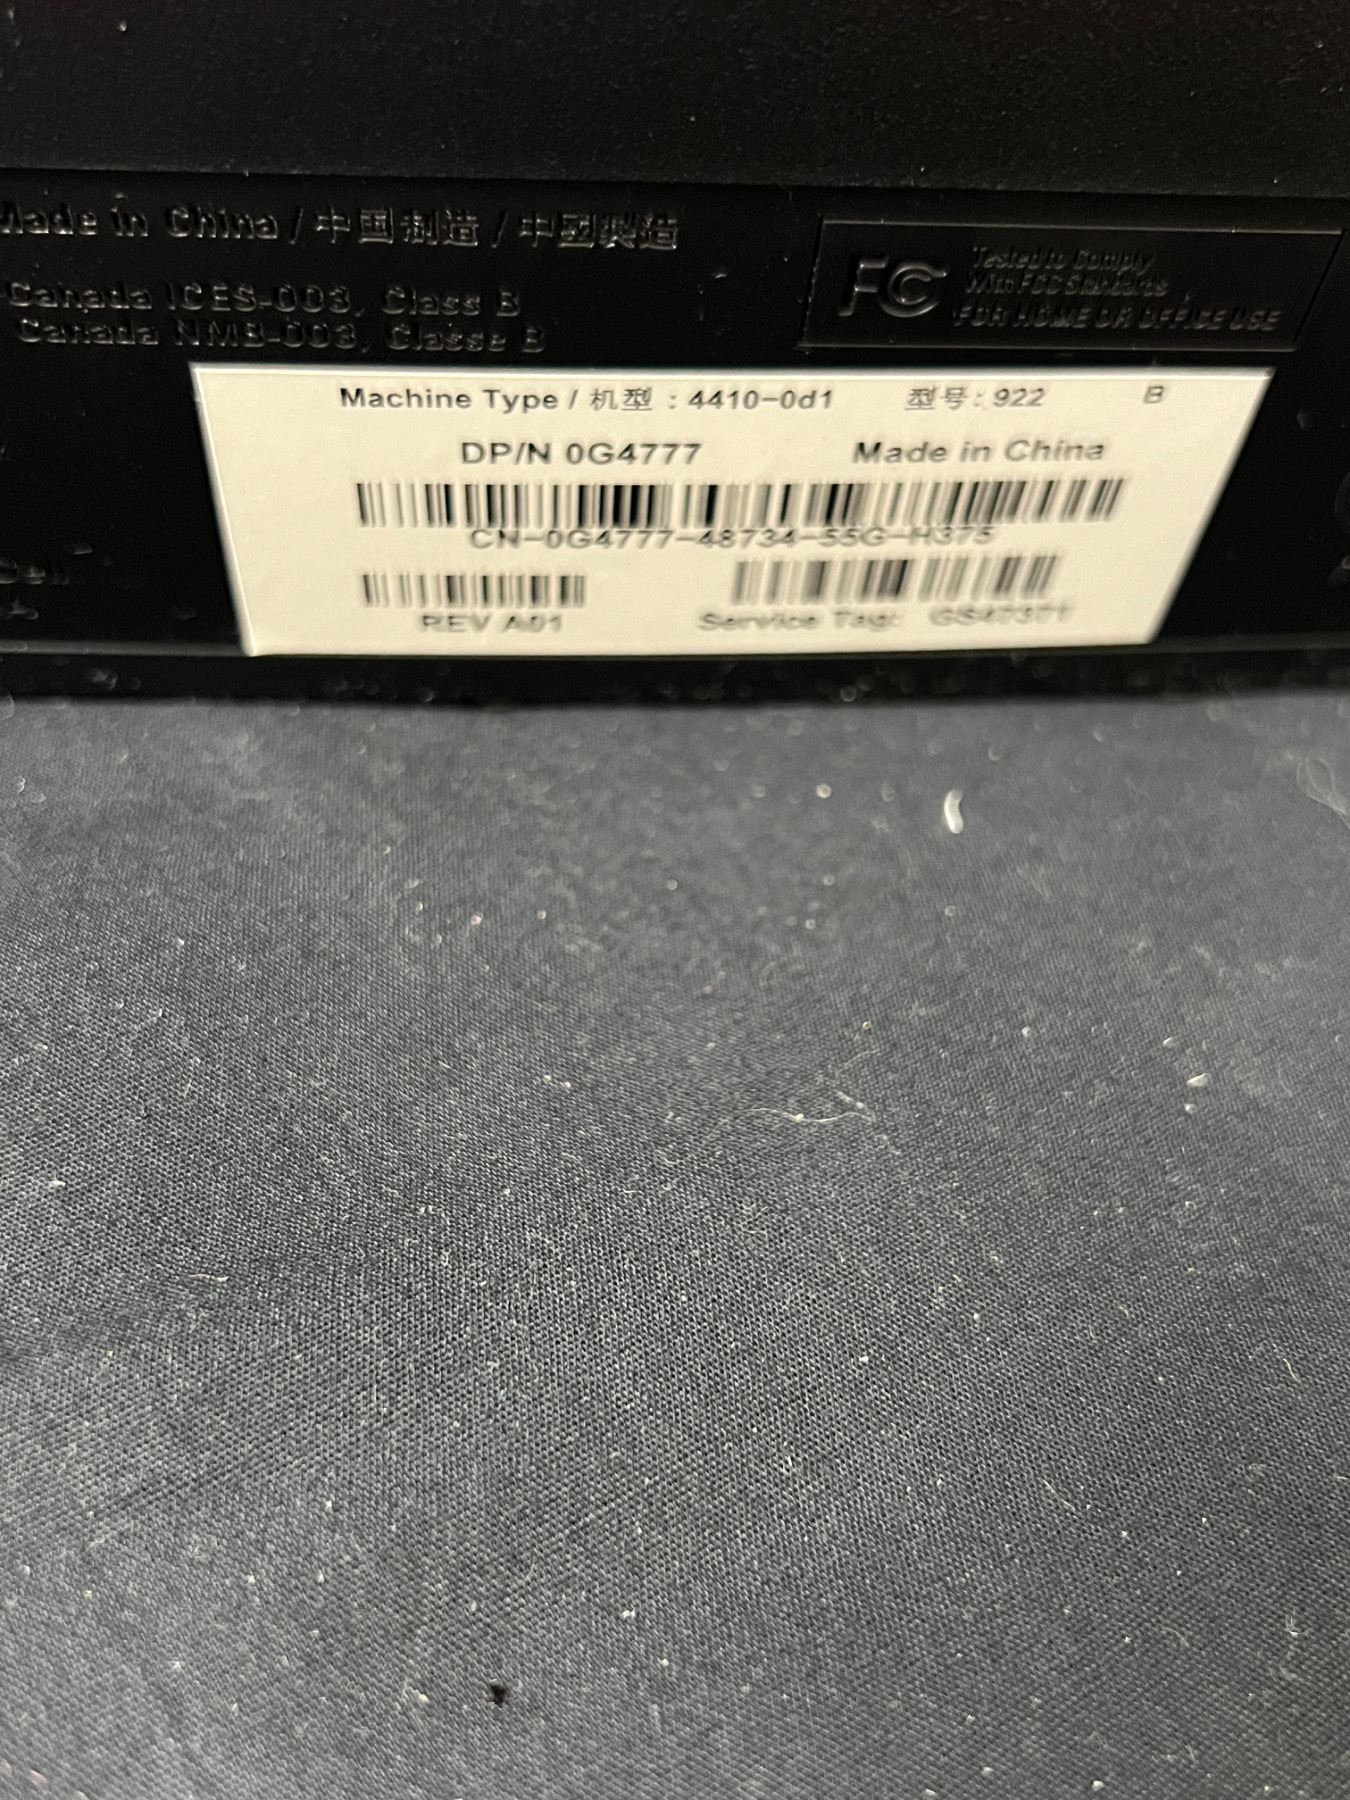 Made in China / 中国制造 / 中國製造
Canada ICES-003, Class B
Canada NMB-003, Classe B
FC Tested to Comply
With FCC Standards
FOR HOME OR OFFICE USE
Machine Type / 机型 : 4410-0d1 型号: 922 B
DP/N 0G4777 Made in China
CN-0G4777-48734-55G-H375
REV A01 Service Tag: GS47371